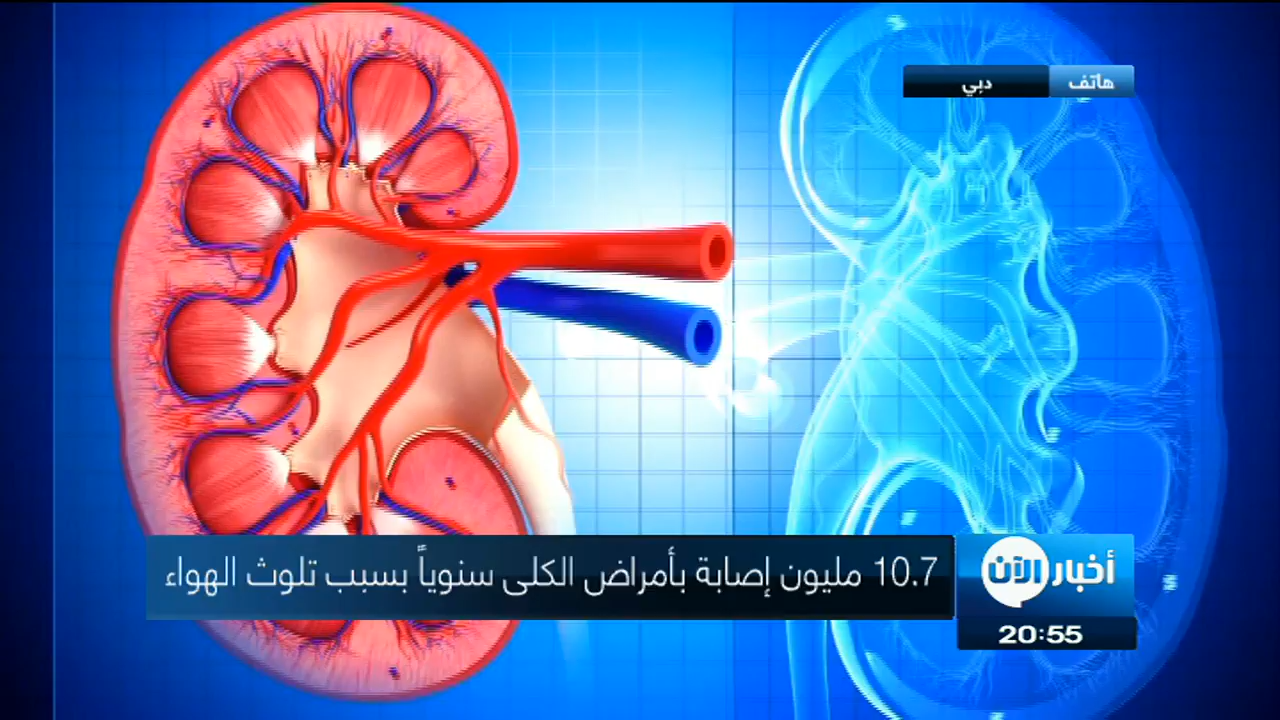 هاتف دبي
10.7 مليون إصابة بأمراض الكلى سنوياً بسبب تلوث الهواء
أخبار الآن
20:55